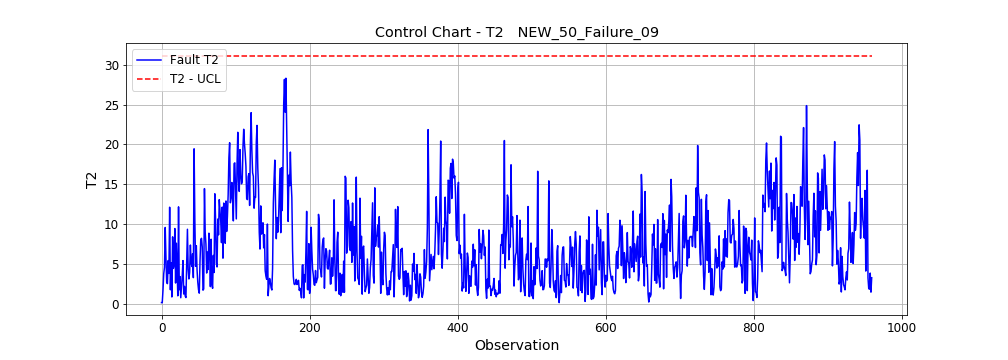 Control Chart - T2   NEW_50_Failure_09
Fault T2
T2 - UCL
T2
30
25
20
15
10
5
0
0 200 400 600 800 1000
Observation